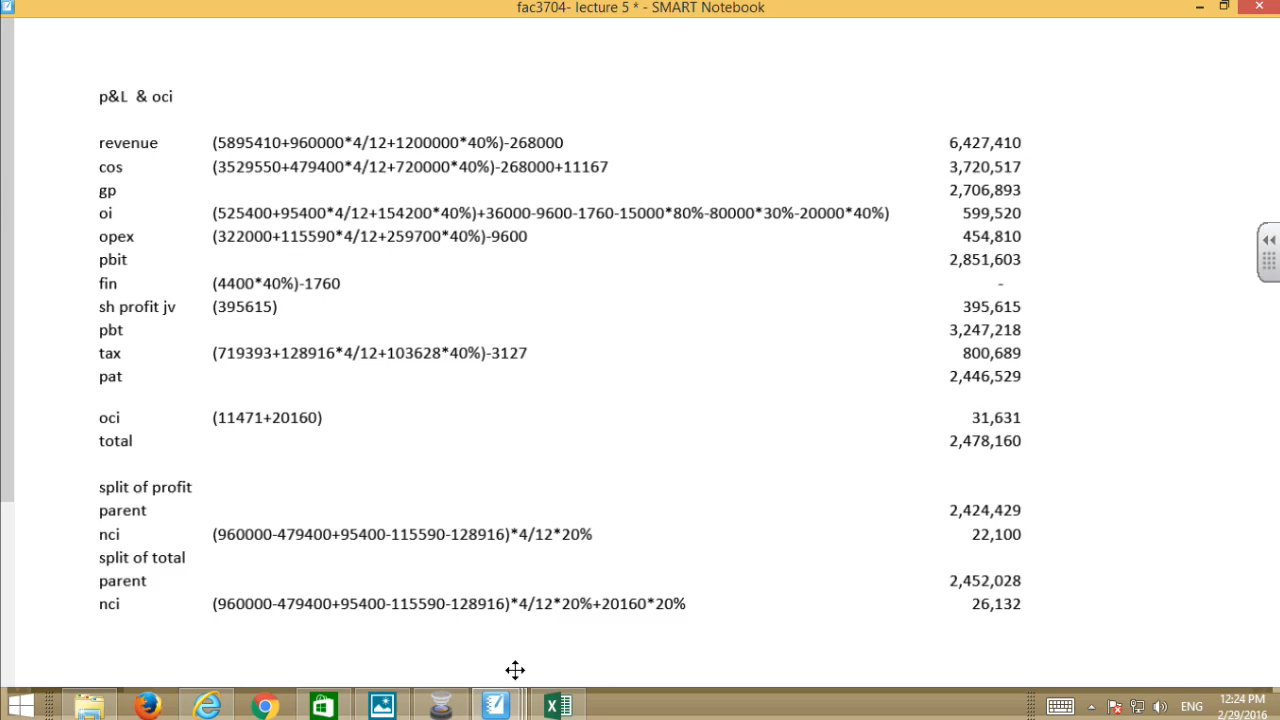 fac3704- lecture 5 * - SMART Notebook
p&L & oci
revenue (5895410+960000*4/12+1200000*40%)-268000 6,427,410
cos (3529550+479400*4/12+720000*40%)-268000+11167 3,720,517
gp 2,706,893
oi (525400+95400*4/12+154200*40%)+36000-9600-1760-15000*80%-80000*30%-20000*40%) 599,520
opex (322000+115590*4/12+259700*40%)-9600 454,810
pbit 2,851,603
fin (4400*40%)-1760 -
sh profit jv (395615) 395,615
pbt 3,247,218
tax (719393+128916*4/12+103628*40%)-3127 800,689
pat 2,446,529
oci (11471+20160) 31,631
total 2,478,160
split of profit
parent 2,424,429
nci (960000-479400+95400-115590-128916)*4/12*20% 22,100
split of total
parent 2,452,028
nci (960000-479400+95400-115590-128916)*4/12*20%+20160*20% 26,132
ENG
12:24 PM
2/29/2016